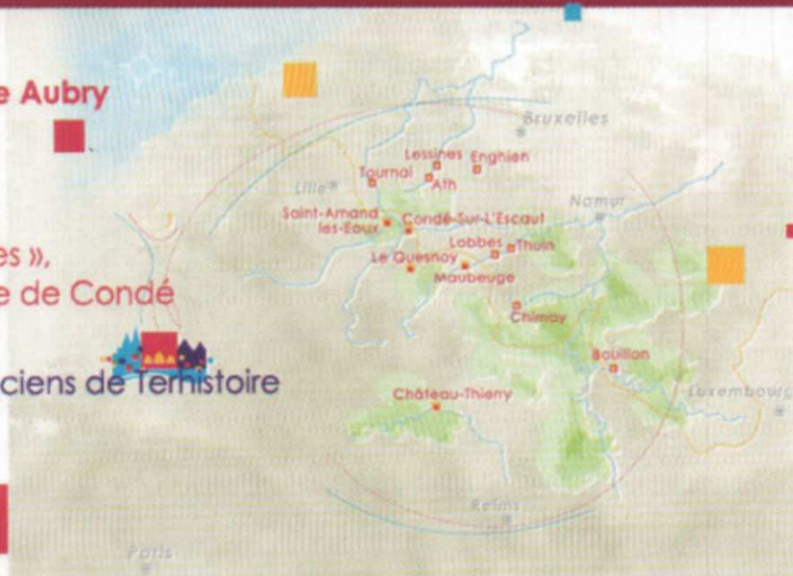 e Aubry
es »,
e de Condé
ciens de Terhistoire
Bruxelles
Lessines
Enghien
Tournai
Ath
Lille
Namur
Saint-Amand
les-Eaux
Condé-Sur-L'Escaut
Lobbes
Thuin
Le Quesnoy
Maubeuge
Chimay
Bouillon
Château-Thierry
Luxembourg
Reims
Paris